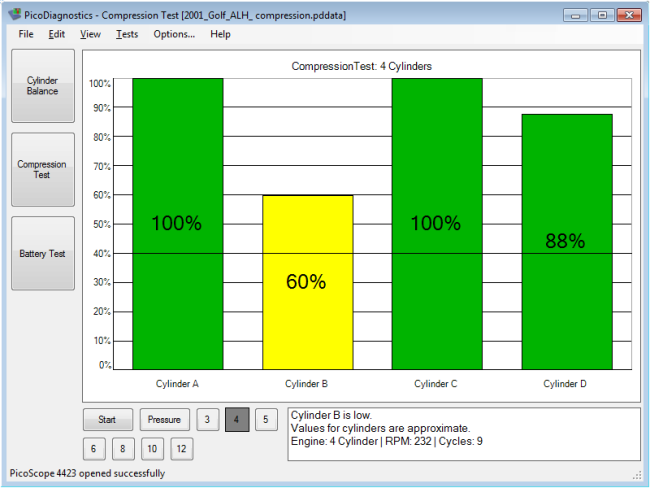 PicoDiagnostics - Compression Test [2001_Golf_ALH_ compression.pddata]
File Edit View Tests Options... Help
Cylinder
Balance
Compression
Test
Battery Test
CompressionTest: 4 Cylinders
100%
90%
80%
70%
60%
50%
40%
30%
20%
10%
0%
100%
60%
100%
88%
Cylinder A
Cylinder B
Cylinder C
Cylinder D
Start Pressure 3 4 5
6 8 10 12
Cylinder B is low.
Values for cylinders are approximate.
Engine: 4 Cylinder | RPM: 232 | Cycles: 9
PicoScope 4423 opened successfully